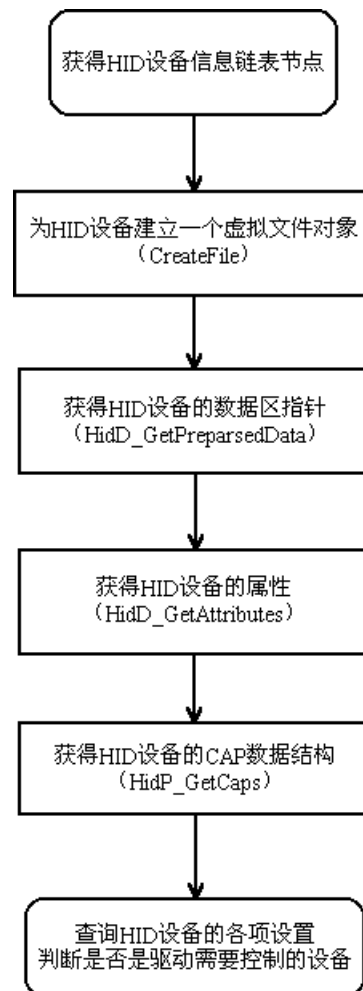 获得HID设备信息链表节点
为HID设备建立一个虚拟文件对象
(CreateFile)
获得HID设备的数据区指针
(HidD_GetPreparsedData)
获得HID设备的属性
(HidD_GetAttributes)
获得HID设备的CAP数据结构
(HidP_GetCaps)
查询HID设备的各项设置
判断是否是驱动需要控制的设备